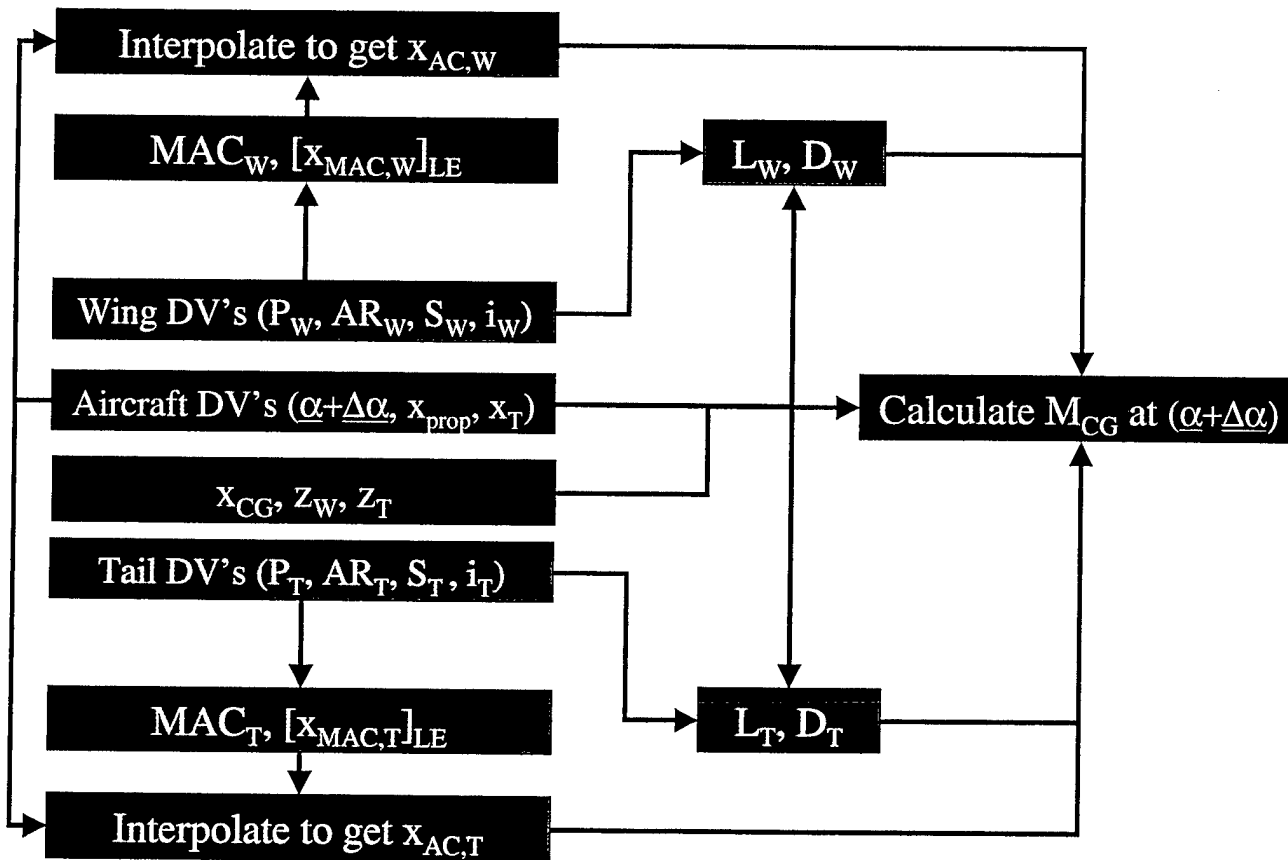 Interpolate to get x_AC,W
MAC_W, [x_MAC,W]_LE
L_W, D_W
Wing DV's (P_W, AR_W, S_W, i_W)
Aircraft DV's (α+Δα, x_prop, x_T)
Calculate M_CG at (α+Δα)
x_CG, z_W, z_T
Tail DV's (P_T, AR_T, S_T, i_T)
MAC_T, [x_MAC,T]_LE
L_T, D_T
Interpolate to get x_AC,T